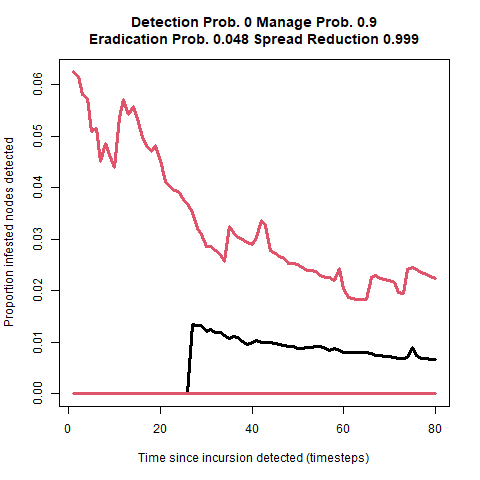 Detection Prob. 0 Manage Prob. 0.9
Eradication Prob. 0.048 Spread Reduction 0.999
Proportion infested nodes detected
0.06
0.05
0.04
0.03
0.02
0.01
0.00
0 20 40 60 80
Time since incursion detected (timesteps)